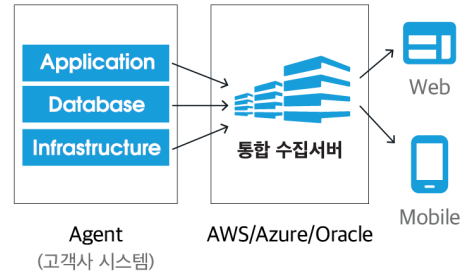 Application
Database
Infrastructure
통합 수집서버
Web
Mobile
Agent
(고객사 시스템)
AWS/Azure/Oracle